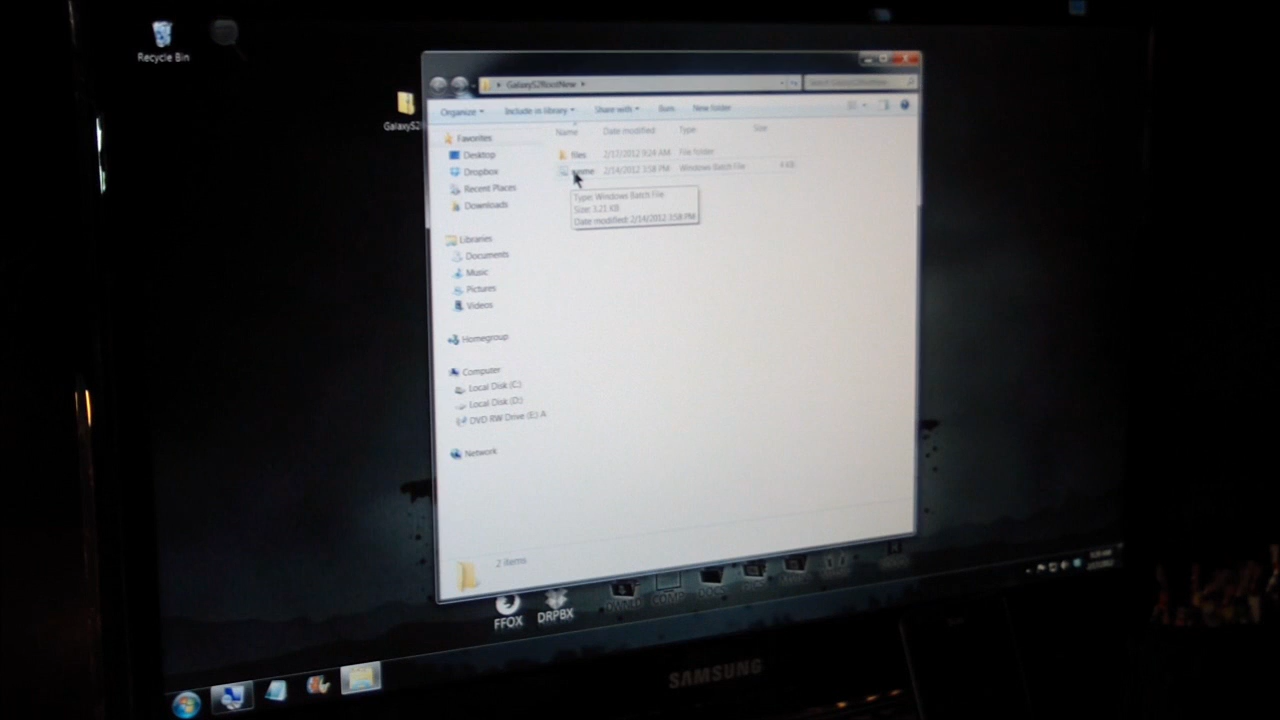 Recycle Bin
GalaxyS2
GalaxyS2RootNew
Organize
Include in library
Share with
Burn
New folder
Name
Date modified
Type
Size
Favorites
Desktop
Dropbox
Recent Places
Downloads
Libraries
Documents
Music
Pictures
Videos
Homegroup
Computer
Local Disk (C:)
Local Disk (D:)
DVD RW Drive (E:) A
Network
files
2/17/2012 9:24 AM
File folder
2/14/2012 3:58 PM
Windows Batch File
4 KB
Type: Windows Batch File
Size: 3.21 KB
Date modified: 2/14/2012 3:58 PM
2 items
FFOX
DRPBX
COMP
DOCS
SAMSUNG